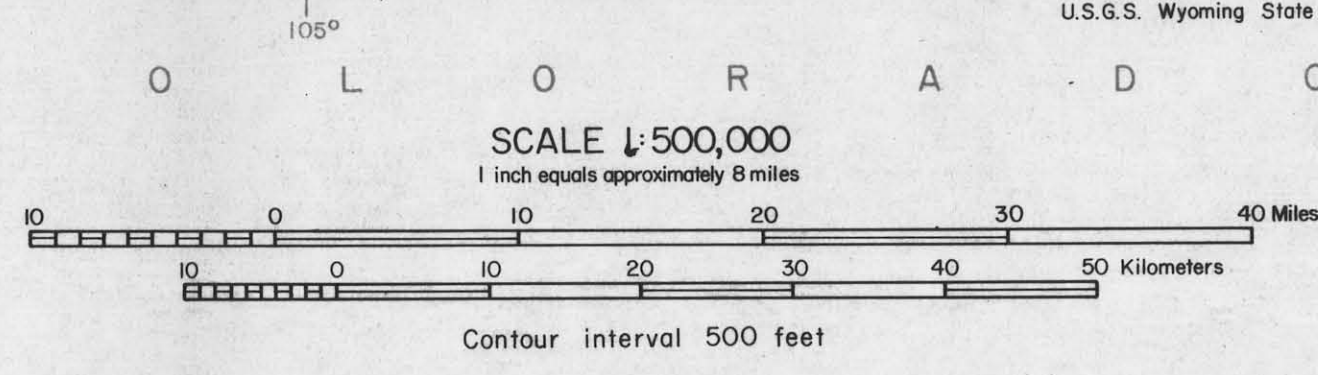 U.S.G.S. Wyoming State
105°
O L O R A D
SCALE 1:500,000
1 inch equals approximately 8 miles
10 0 10 20 30 40 Miles
10 0 10 20 30 40 50 Kilometers
Contour interval 500 feet